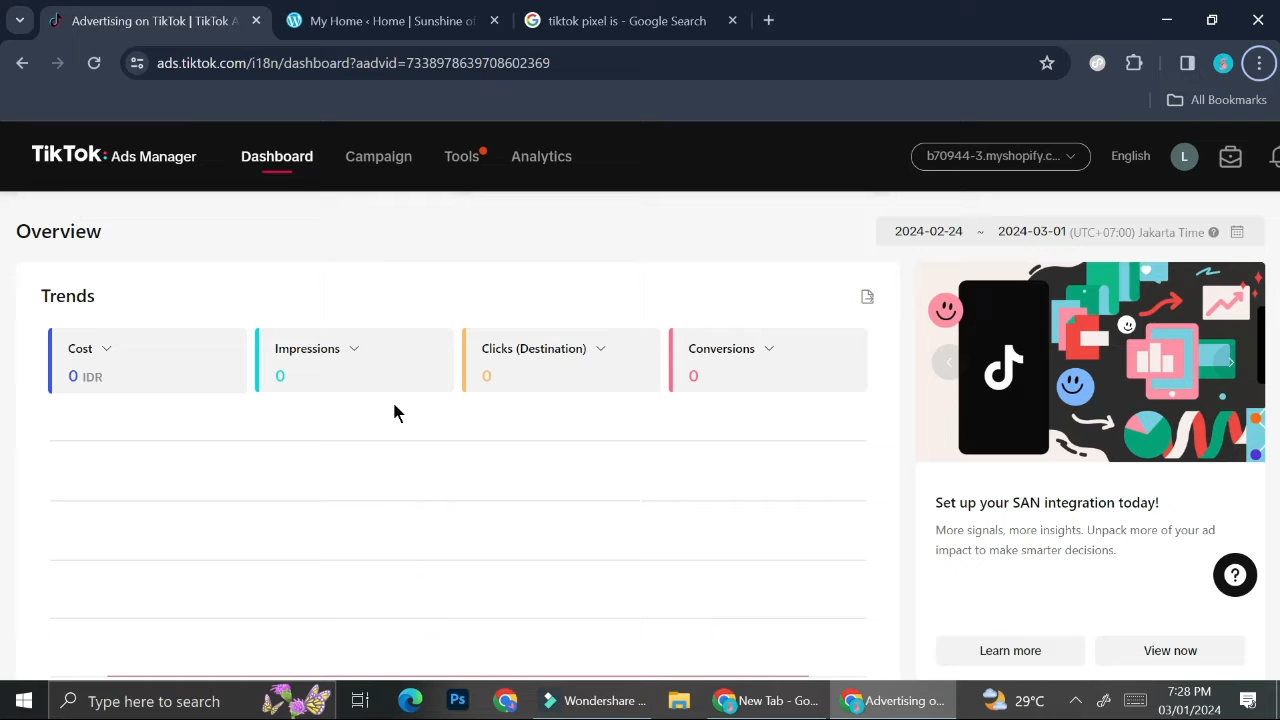 Advertising on TikTok | TikTok A
My Home ‹ Home | Sunshine of
tiktok pixel is - Google Search
ads.tiktok.com/i18n/dashboard?aadvid=7338978639708602369
All Bookmarks
TikTok: Ads Manager
Dashboard
Campaign
Tools
Analytics
b70944-3.myshopify.c...
English
L
Overview
2024-02-24 ~ 2024-03-01 (UTC+07:00) Jakarta Time
Trends
Cost
Impressions
Clicks (Destination)
Conversions
0 IDR
0
0
0
Set up your SAN integration today!
More signals, more insights. Unpack more of your ad
impact to make smarter decisions.
Learn more
View now
Type here to search
Ps
Wondershare ...
New Tab - Go...
Advertising o...
29°C
7:28 PM
03/01/2024